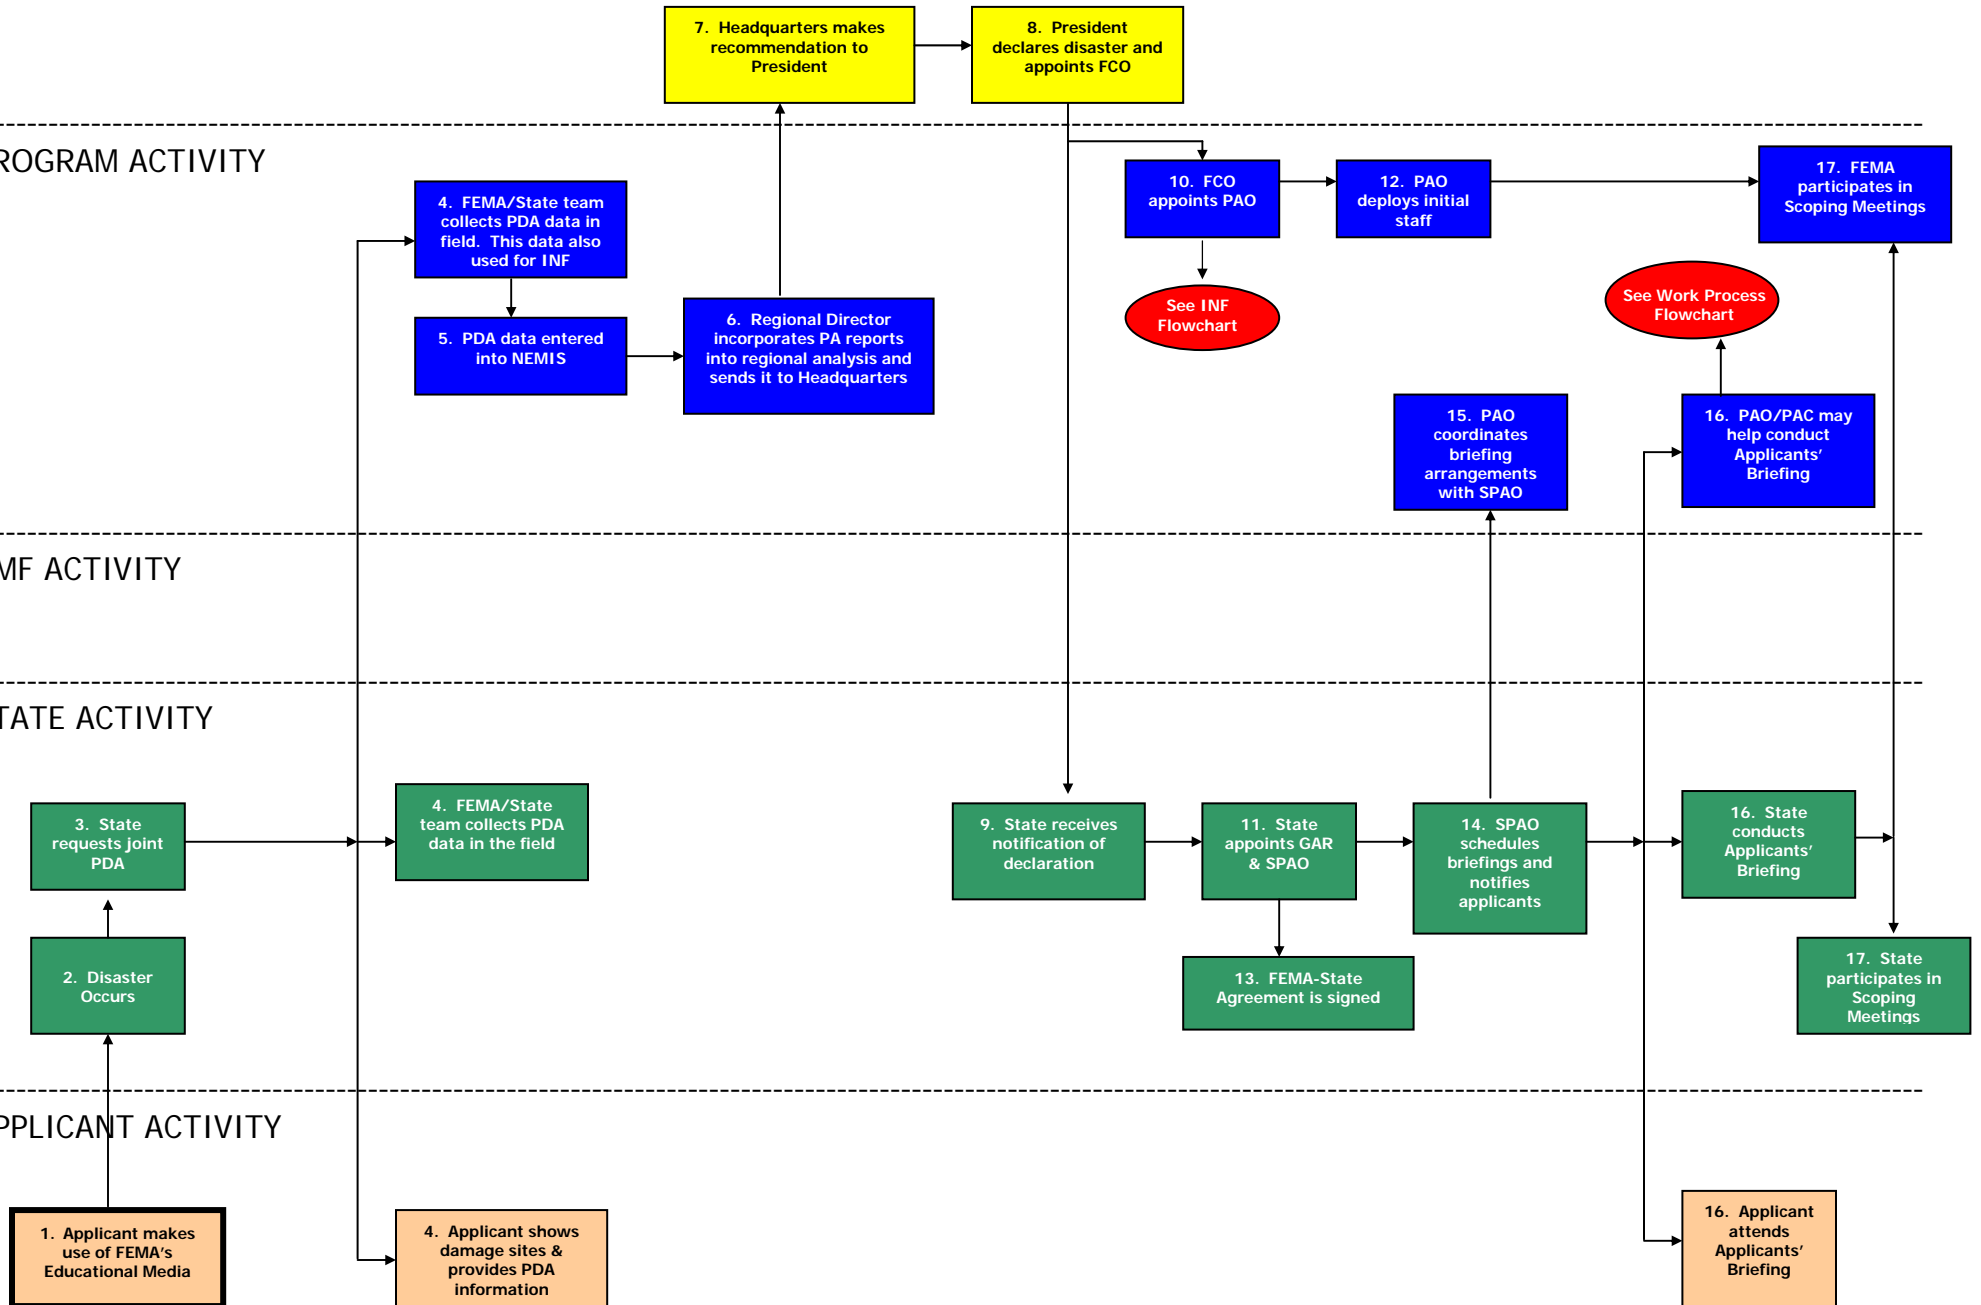 7. Headquarters makes
recommendation to
President
8. President
declares disaster and
appoints FCO
ROGRAM ACTIVITY
4. FEMA/State team
collects PDA data in
field. This data also
used for INF
5. PDA data entered
into NEMIS
6. Regional Director
incorporates PA reports
into regional analysis and
sends it to Headquarters
10. FCO
appoints PAO
12. PAO
deploys initial
staff
17. FEMA
participates in
Scoping Meetings
See INF
Flowchart
See Work Process
Flowchart
15. PAO
coordinates
briefing
arrangements
with SPAO
16. PAO/PAC may
help conduct
Applicants’
Briefing
MF ACTIVITY
TATE ACTIVITY
3. State
requests joint
PDA
4. FEMA/State
team collects PDA
data in the field
9. State receives
notification of
declaration
11. State
appoints GAR
& SPAO
14. SPAO
schedules
briefings and
notifies
applicants
16. State
conducts
Applicants’
Briefing
2. Disaster
Occurs
13. FEMA-State
Agreement is signed
17. State
participates in
Scoping
Meetings
PPLICANT ACTIVITY
1. Applicant makes
use of FEMA’s
Educational Media
4. Applicant shows
damage sites &
provides PDA
information
16. Applicant
attends
Applicants’
Briefing